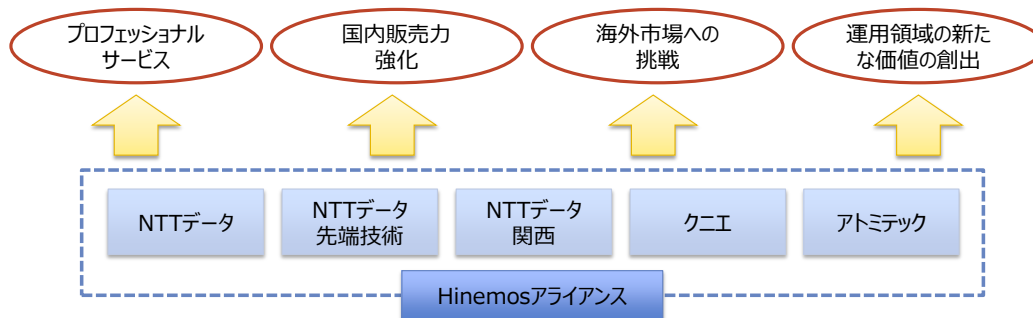 プロフェッショナル
サービス
国内販売力
強化
海外市場への
挑戦
運用領域の新た
な価値の創出
NTTデータ
NTTデータ
先端技術
NTTデータ
関西
クニエ
アトミテック
Hinemosアライアンス